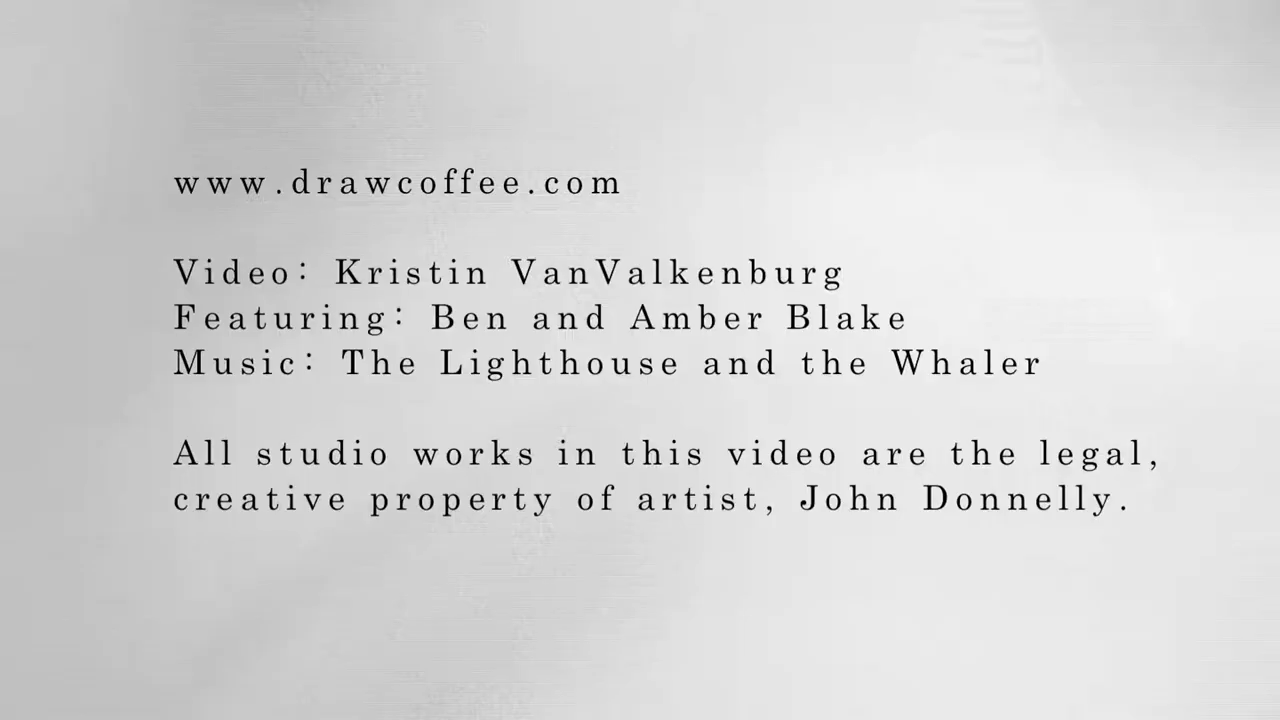 www.drawcoffee.com
Video: Kristin VanValkenburg
Featuring: Ben and Amber Blake
Music: The Lighthouse and the Whaler
All studio works in this video are the legal,
creative property of artist, John Donnelly.